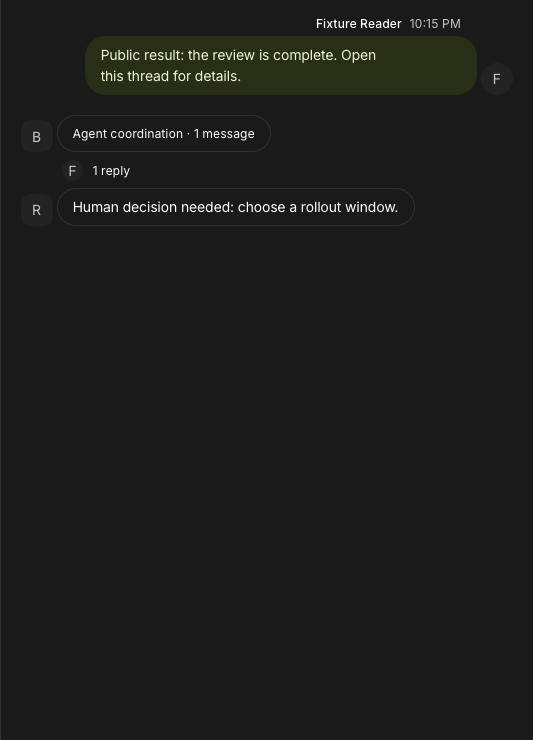 Fixture Reader 10:15 PM
Public result: the review is complete. Open
this thread for details.
F
B
Agent coordination · 1 message
F 1 reply
R
Human decision needed: choose a rollout window.